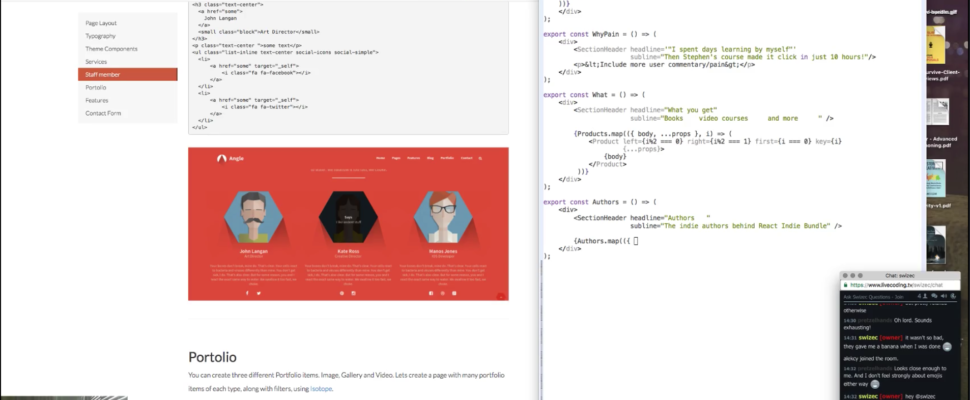 Page Layout
Typography
Theme Components
Services
Staff member
Portolio
Features
Contact Form
<h3 class="text-center">
<a href="some">
John Langan
</a>
<small class="block">Art Director</small>
</h3>
<p class="text-center ">some text</p>
<ul class="list-inline text-center social-icons social-simple">
<li>
<a href="some" target="_self">
<i class="fa fa-facebook"></i>
</a>
</li>
<li>
<a href="some" target="_self">
<i class="fa fa-twitter"></i>
</a>
</li>
</ul>
Angle
Home Pages Features Blog Portfolio Contact
John Langan
Kate Ross
Portolio
You can create three different Portfolio items. Image, Gallery and Video. Lets create a page with many portfolio
items of each type, along with filters, using Isotope.
))}
</div>
);
export const WhyPain = () => (
<div>
<SectionHeader headline='"I spent days learning by myself"'
subline="Then Stephen's course made it click in just 10 hours!"/>
<p>&lt;Include more user commentary/pain&gt;</p>
</div>
);
export const What = () => (
<div>
<SectionHeader headline="What you get"
subline="Books video courses and more " />
{Products.map(({ body, ...props }, i) => (
<Product left={i%2 === 0} right={i%2 === 1} first={i === 0} key={i}
{...props}>
{body}
</Product>
))}
</div>
);
export const Authors = () => (
<div>
<SectionHeader headline="Authors "
subline="The indie authors behind React Indie Bundle" />
{Authors.map(({
</div>
);
Chat: swizec
https://www.livecoding.tv/swizec/chat
Ask Swizec Questions - Join
otherwise
Oh lord. Sounds
exhausting!
14:31 swizec [owner] it wasn't so bad,
they gave me a banana when I was done
alekcy joined the room.
Looks close enough to
me. And I don't feel strongly about emojis
either way
swizec [owner] hey @swizec